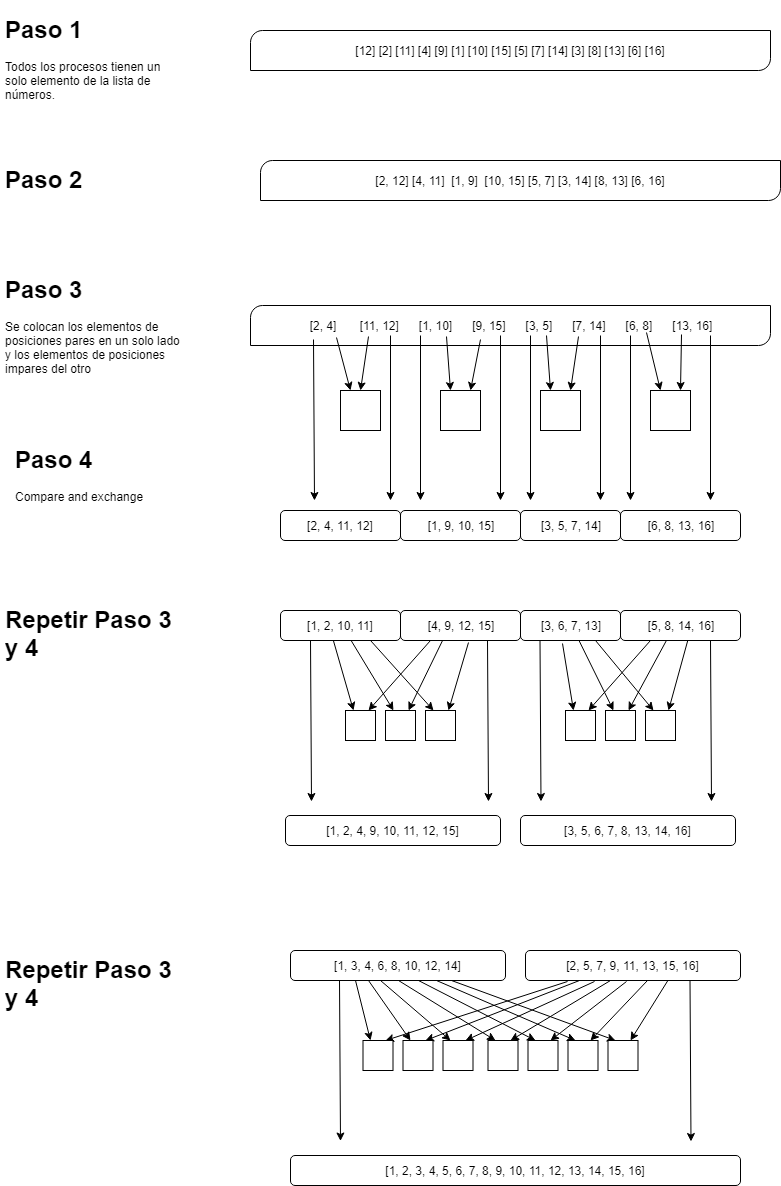 Paso 1
Todos los procesos tienen un
solo elemento de la lista de
números.
[12] [2] [11] [4] [9] [1] [10] [15] [5] [7] [14] [3] [8] [13] [6] [16]
Paso 2
[2, 12] [4, 11] [1, 9] [10, 15] [5, 7] [3, 14] [8, 13] [6, 16]
Paso 3
Se colocan los elementos de
posiciones pares en un solo lado
y los elementos de posiciones
impares del otro
[2, 4] [11, 12] [1, 10] [9, 15] [3, 5] [7, 14] [6, 8] [13, 16]
Paso 4
Compare and exchange
[2, 4, 11, 12] [1, 9, 10, 15] [3, 5, 7, 14] [6, 8, 13, 16]
Repetir Paso 3
y 4
[1, 2, 10, 11] [4, 9, 12, 15] [3, 6, 7, 13] [5, 8, 14, 16]
[1, 2, 4, 9, 10, 11, 12, 15] [3, 5, 6, 7, 8, 13, 14, 16]
Repetir Paso 3
y 4
[1, 3, 4, 6, 8, 10, 12, 14] [2, 5, 7, 9, 11, 13, 15, 16]
[1, 2, 3, 4, 5, 6, 7, 8, 9, 10, 11, 12, 13, 14, 15, 16]